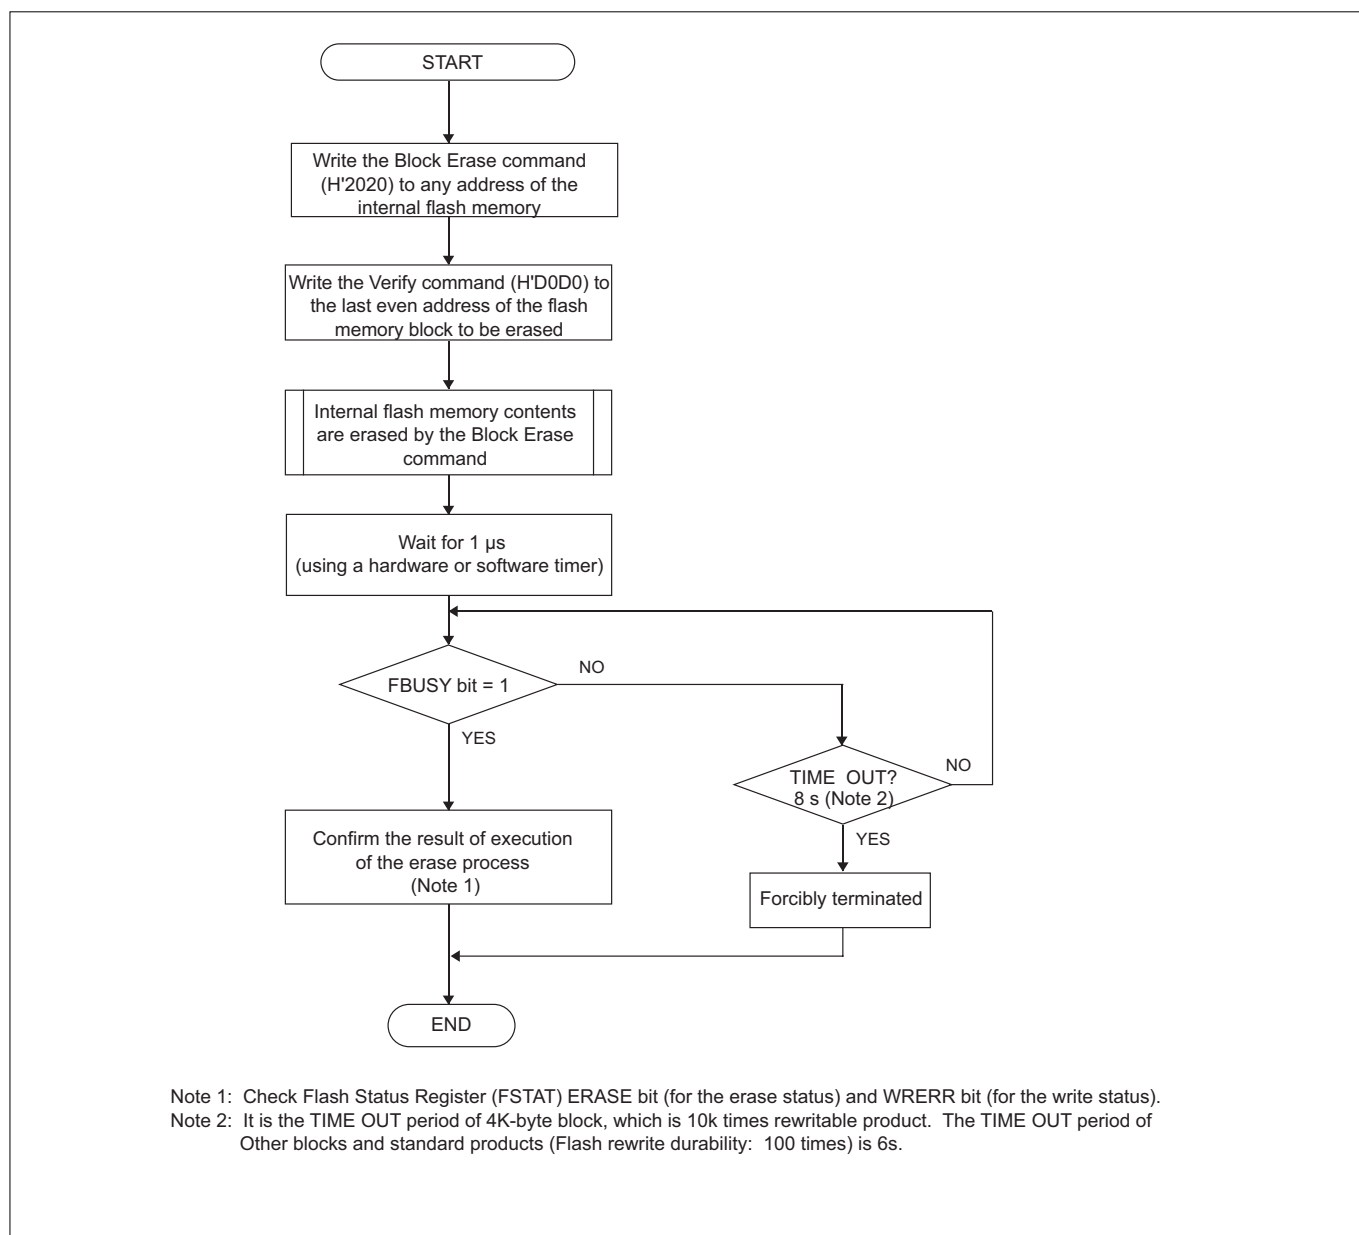 START
Write the Block Erase command
(H'2020) to any address of the
internal flash memory
Write the Verify command (H'D0D0) to
the last even address of the flash
memory block to be erased
Internal flash memory contents
are erased by the Block Erase
command
Wait for 1 µs
(using a hardware or software timer)
FBUSY bit = 1
NO
YES
TIME OUT?
8 s (Note 2)
NO
YES
Confirm the result of execution
of the erase process
(Note 1)
Forcibly terminated
END
Note 1: Check Flash Status Register (FSTAT) ERASE bit (for the erase status) and WRERR bit (for the write status).
Note 2: It is the TIME OUT period of 4K-byte block, which is 10k times rewritable product. The TIME OUT period of
Other blocks and standard products (Flash rewrite durability: 100 times) is 6s.